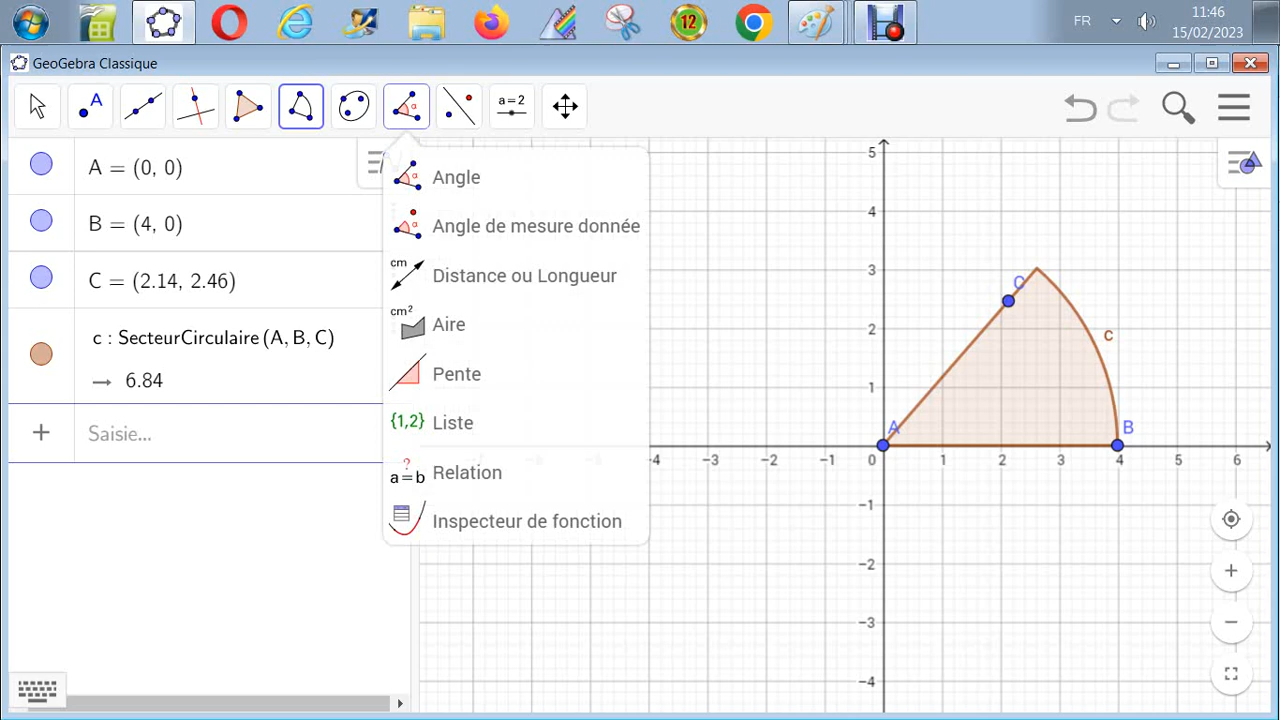 12
FR
11:46
15/02/2023
GeoGebra Classique
A
α
a=2
A = (0, 0)
B = (4, 0)
C = (2.14, 2.46)
c : SecteurCirculaire (A, B, C)
→ 6.84
+ Saisie...
α Angle
α Angle de mesure donnée
cm Distance ou Longueur
cm² Aire
Pente
{1,2} Liste
? a=b Relation
Inspecteur de fonction
5
4
3
2
1
−4 −3 −2 −1 0 1 2 3 4 5 6
−1
−2
−3
−4
C
c
A
B